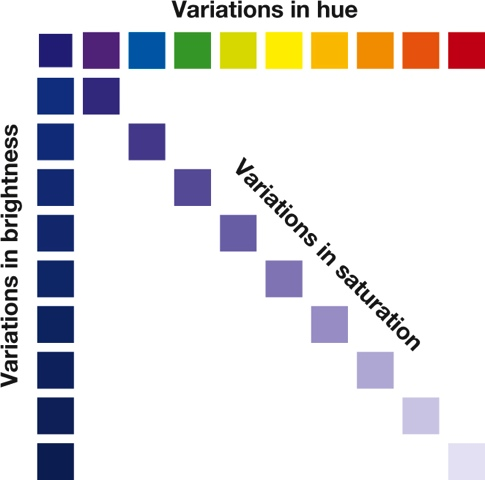 Variations in hue
Variations in brightness
Variations in saturation